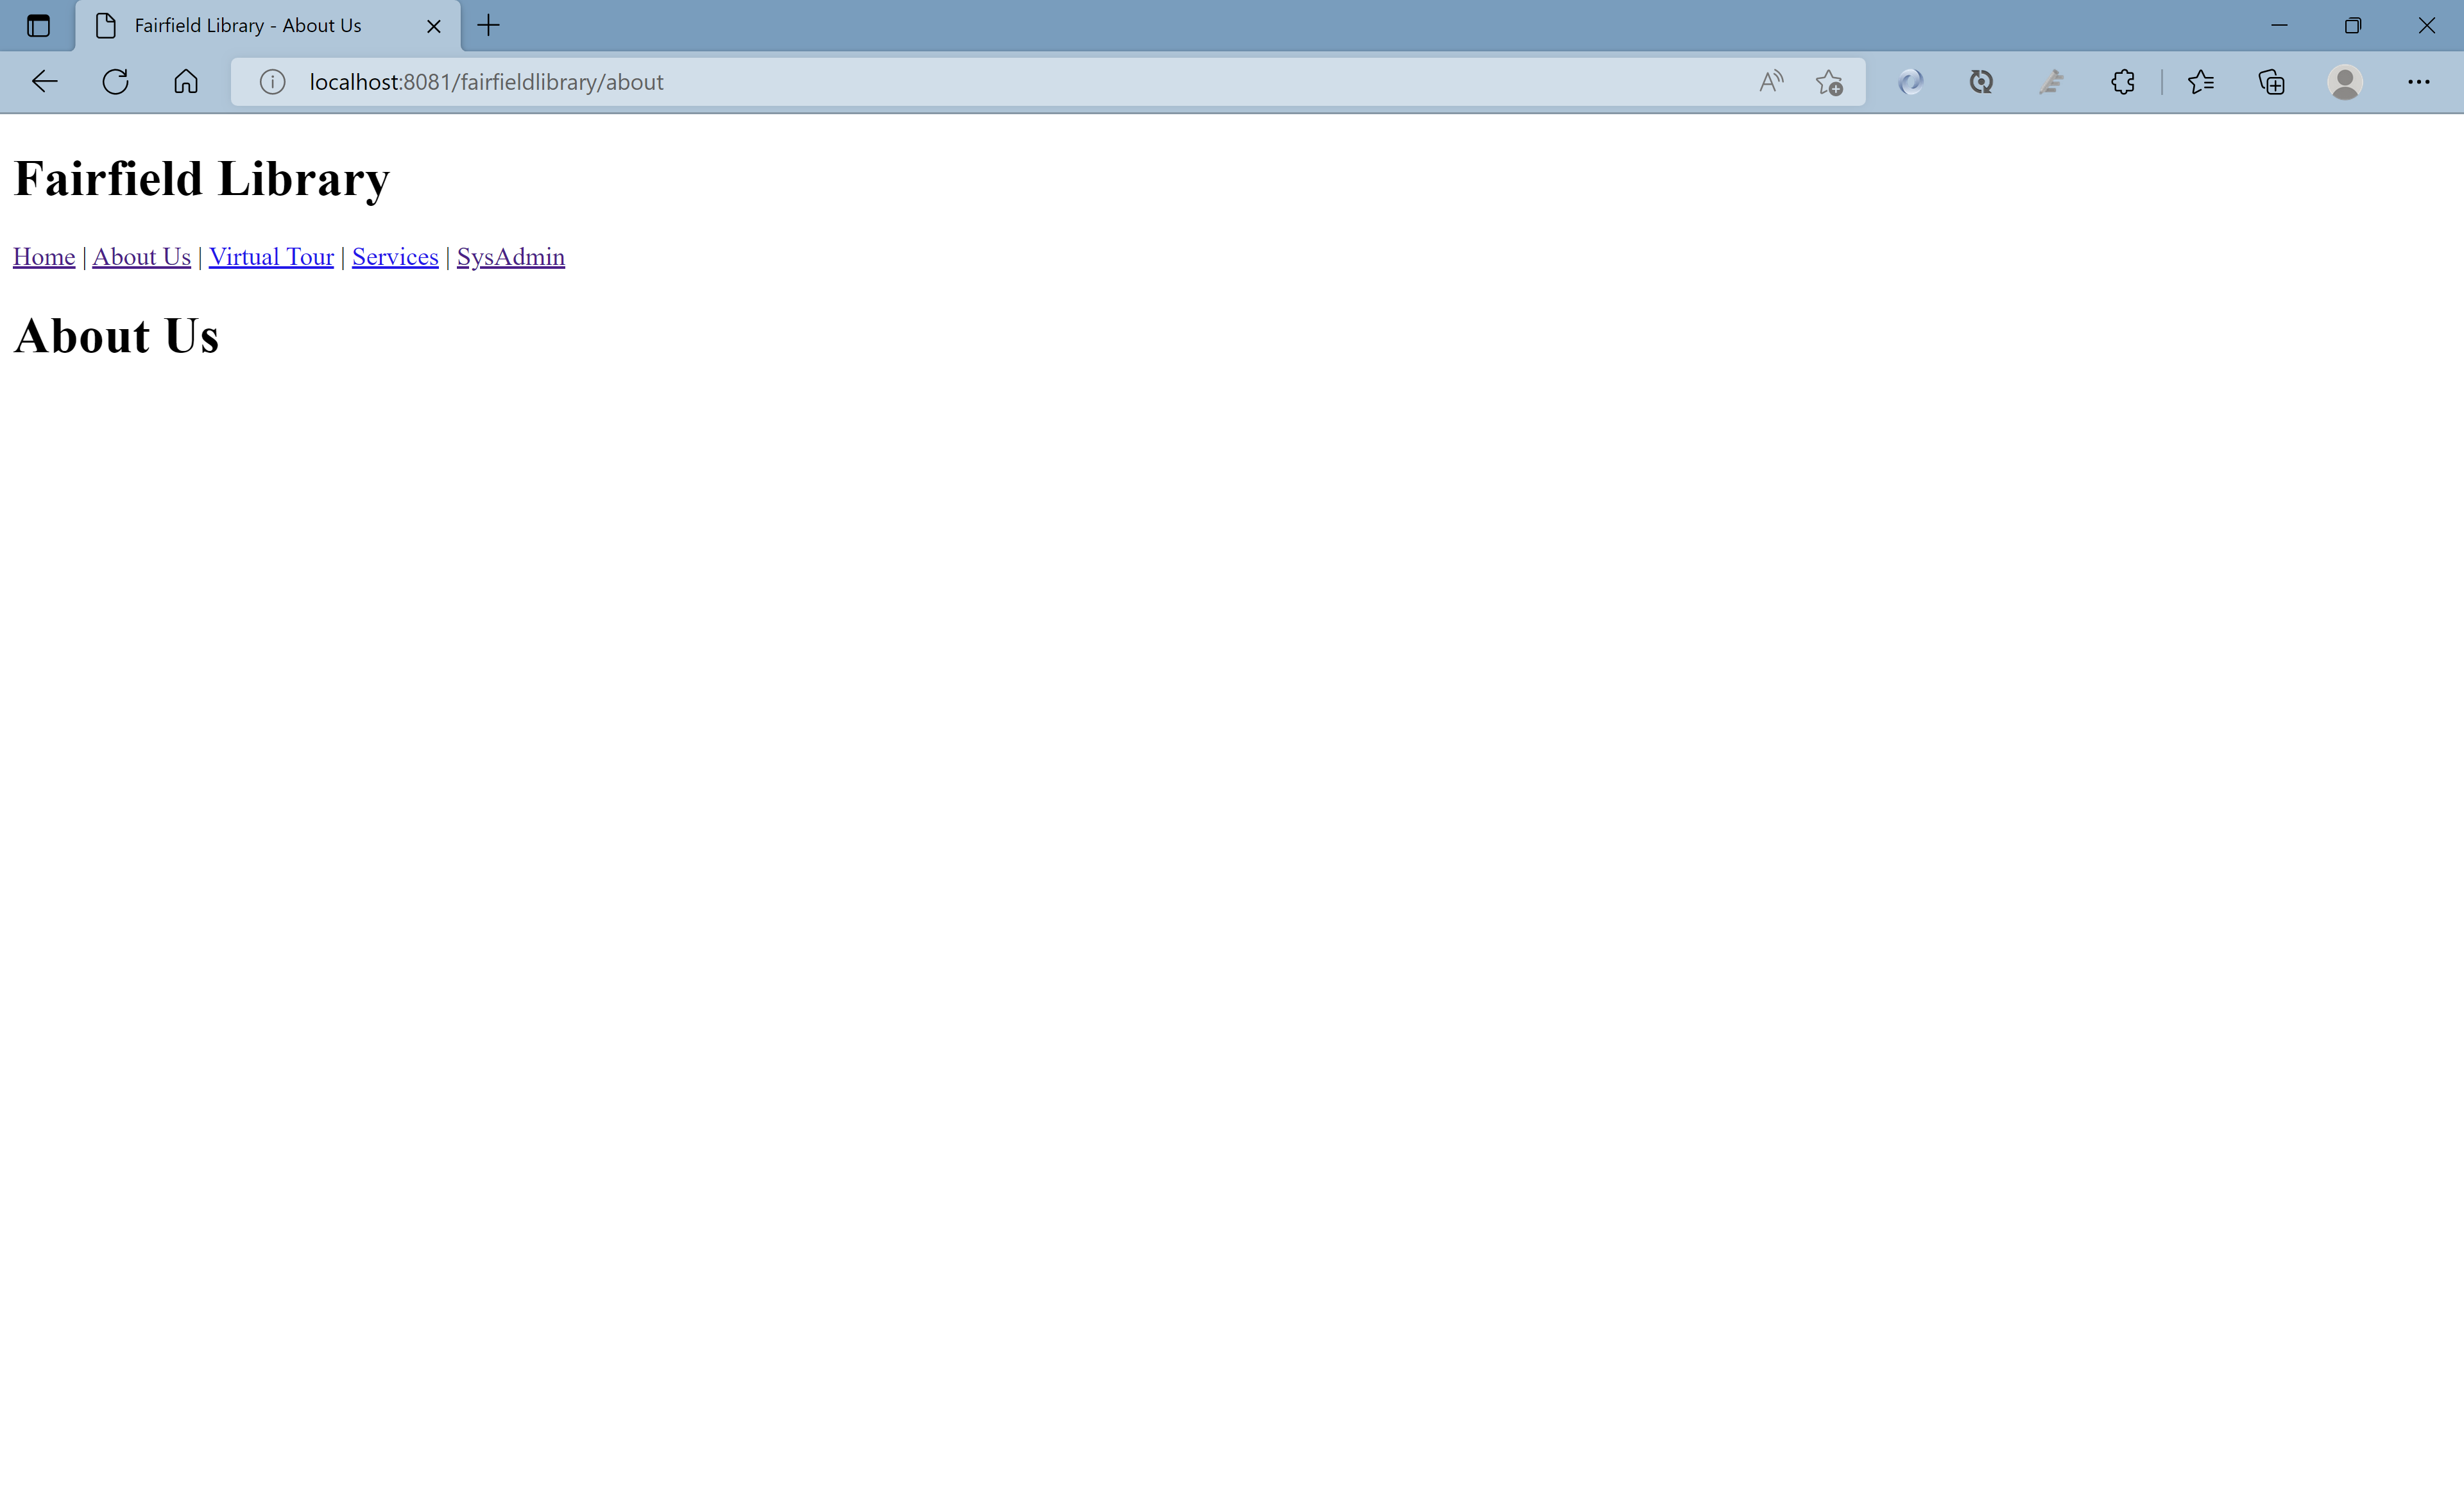 Fairfield Library - About Us
localhost:8081/fairfieldlibrary/about
Fairfield Library
Home | About Us | Virtual Tour | Services | SysAdmin
About Us